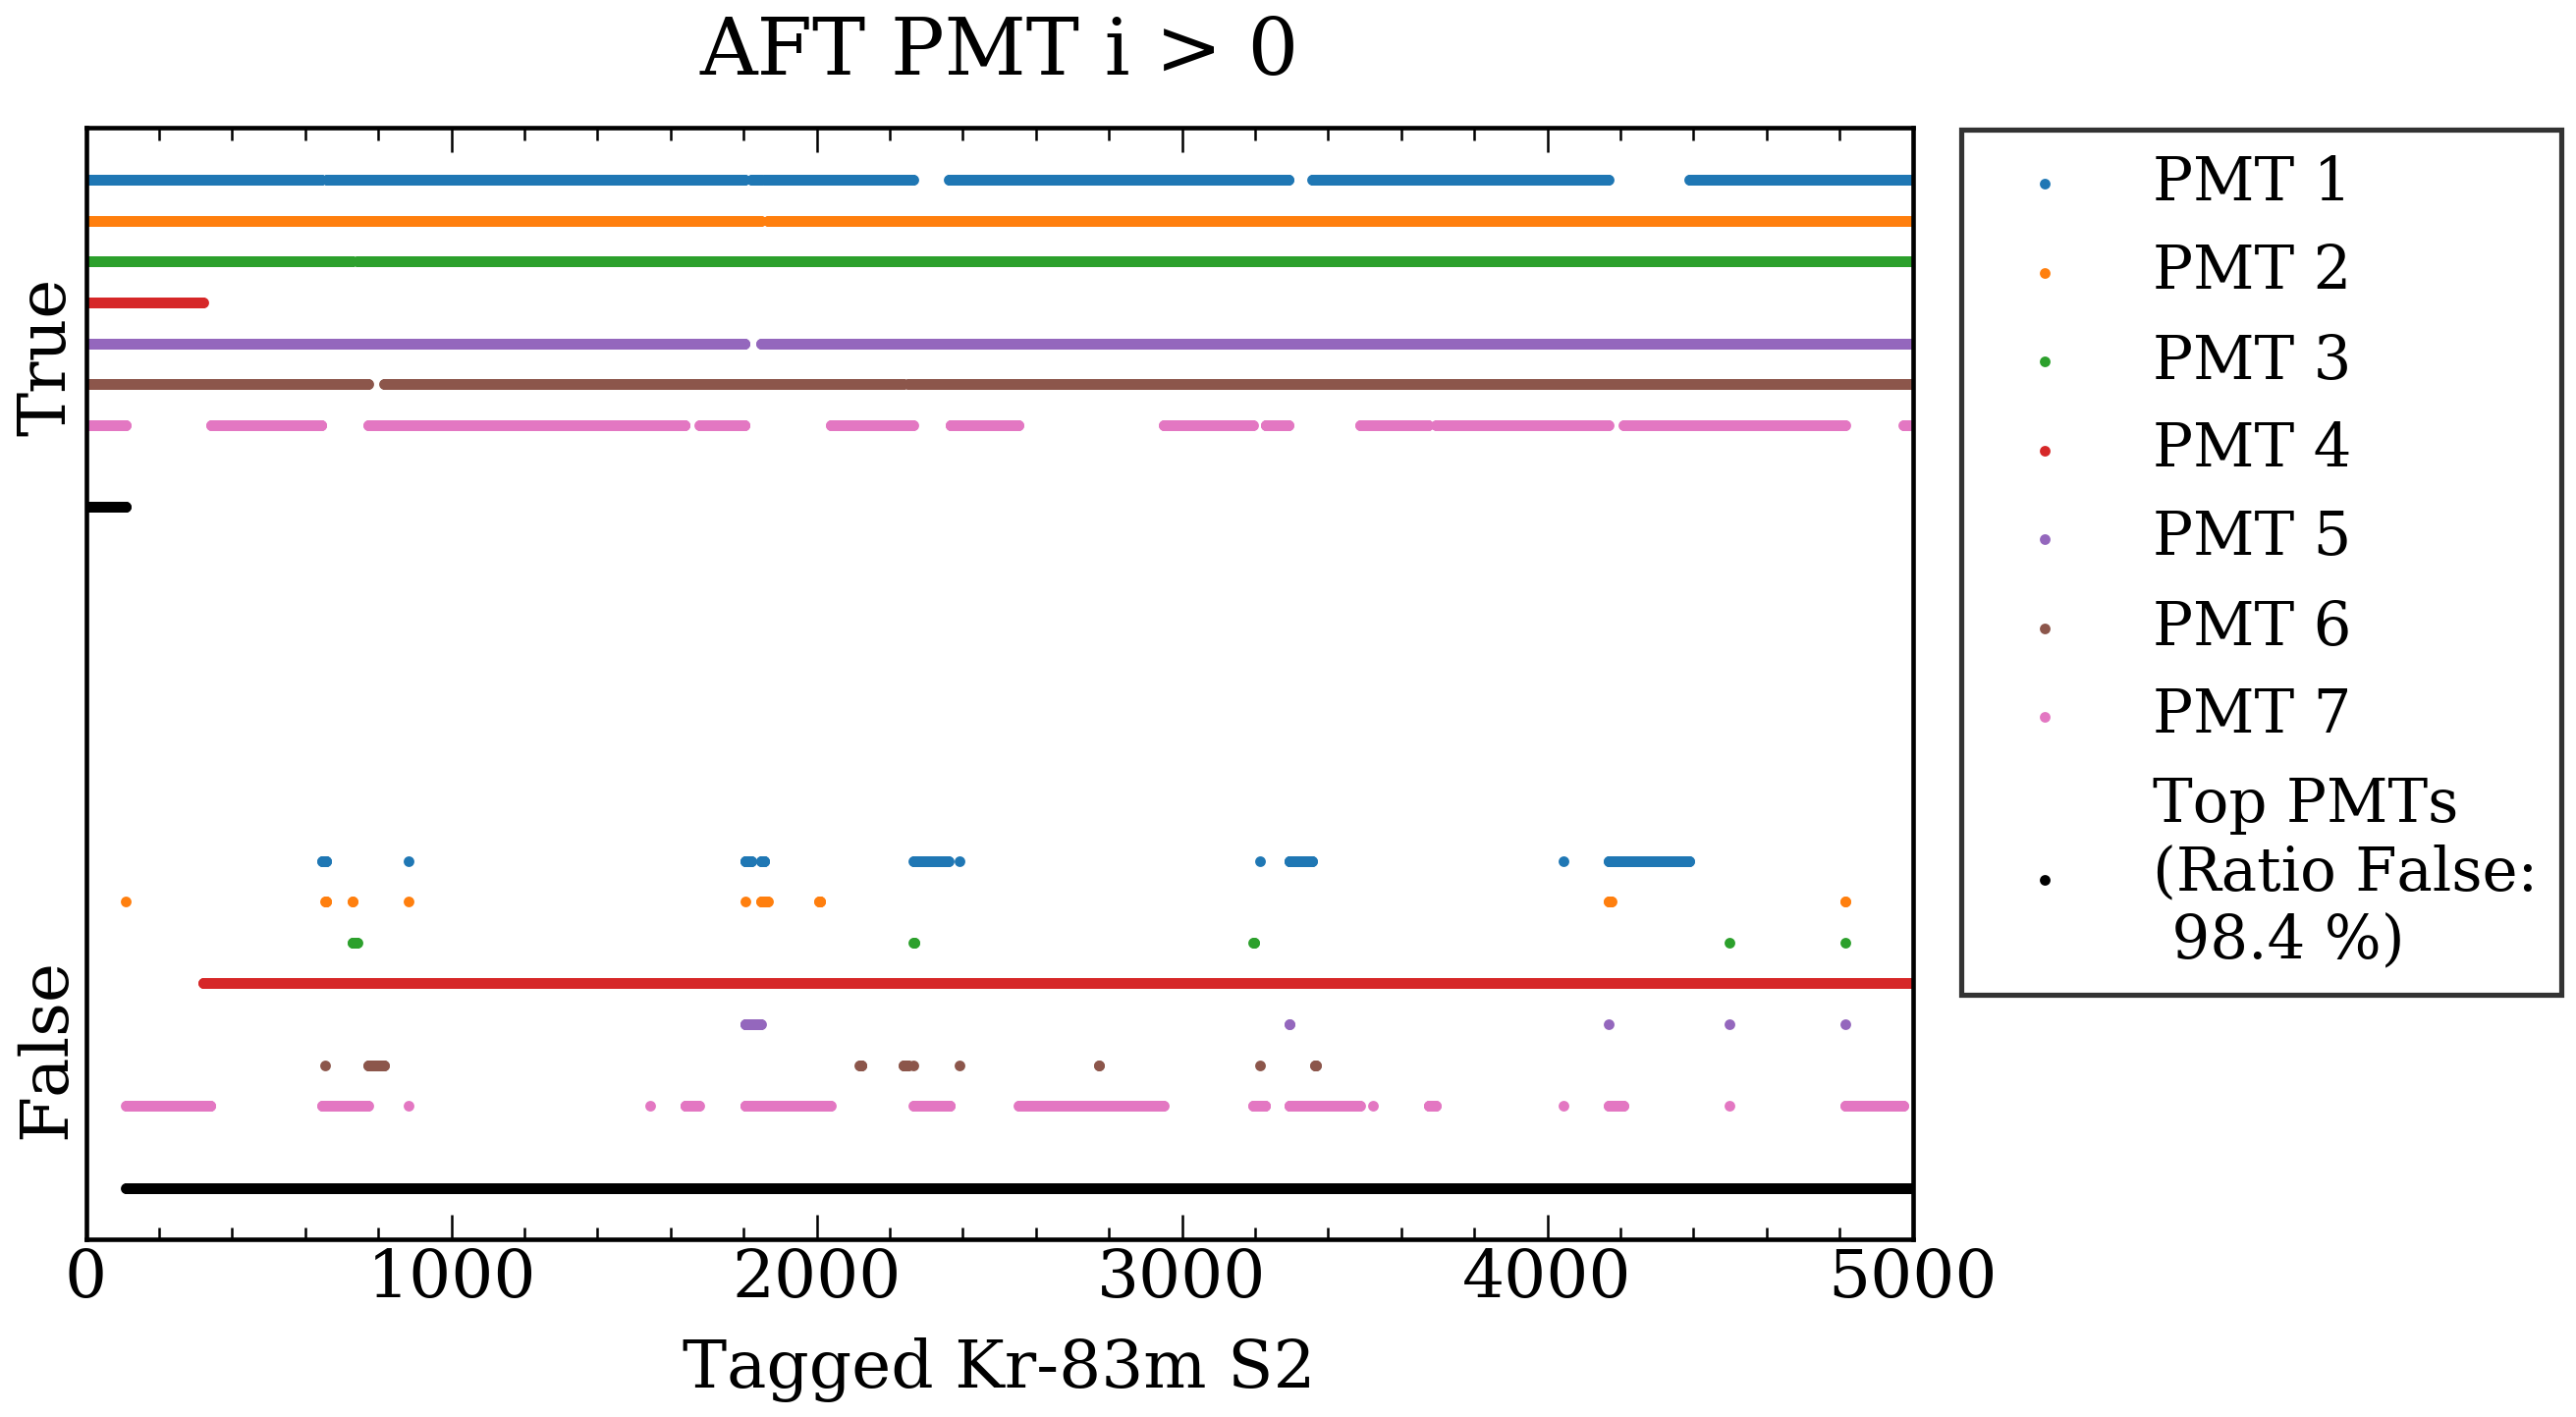 AFT PMT i > 0
True
False
0 1000 2000 3000 4000 5000
Tagged Kr-83m S2
PMT 1
PMT 2
PMT 3
PMT 4
PMT 5
PMT 6
PMT 7
Top PMTs
(Ratio False:
98.4 %)